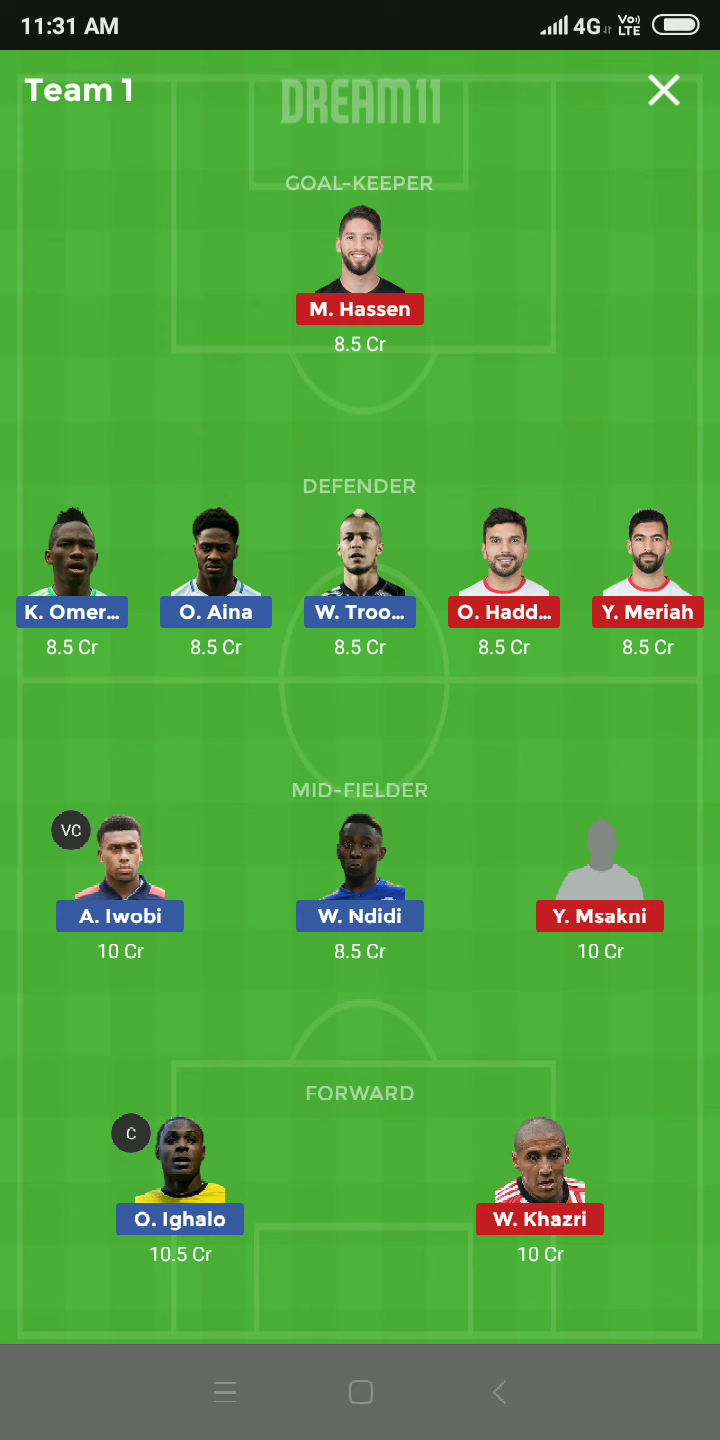 11:31 AM
4G Vo) LTE
Team 1
DREAM11
GOAL-KEEPER
M. Hassen
8.5 Cr
DEFENDER
K. Omer... O. Aina W. Troo... O. Hadd... Y. Meriah
8.5 Cr 8.5 Cr 8.5 Cr 8.5 Cr 8.5 Cr
MID-FIELDER
VC
A. Iwobi W. Ndidi Y. Msakni
10 Cr 8.5 Cr 10 Cr
FORWARD
C
O. Ighalo W. Khazri
10.5 Cr 10 Cr